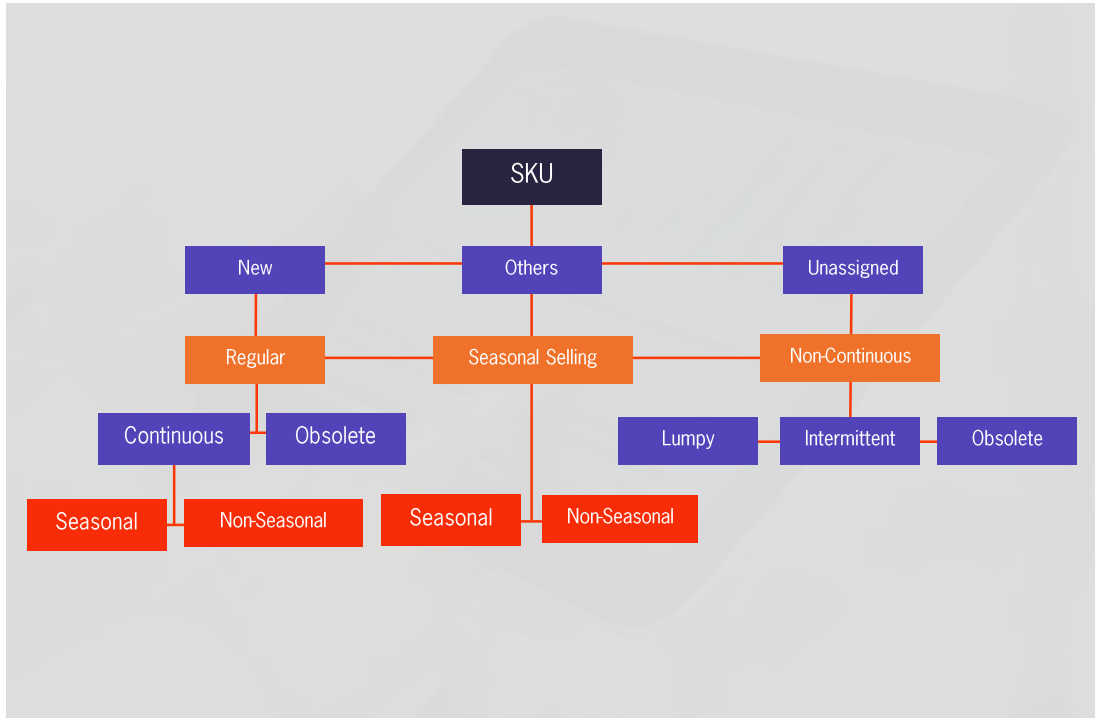 SKU
New
Others
Unassigned
Regular
Seasonal Selling
Non-Continuous
Continuous
Obsolete
Lumpy
Intermittent
Obsolete
Seasonal
Non-Seasonal
Seasonal
Non-Seasonal